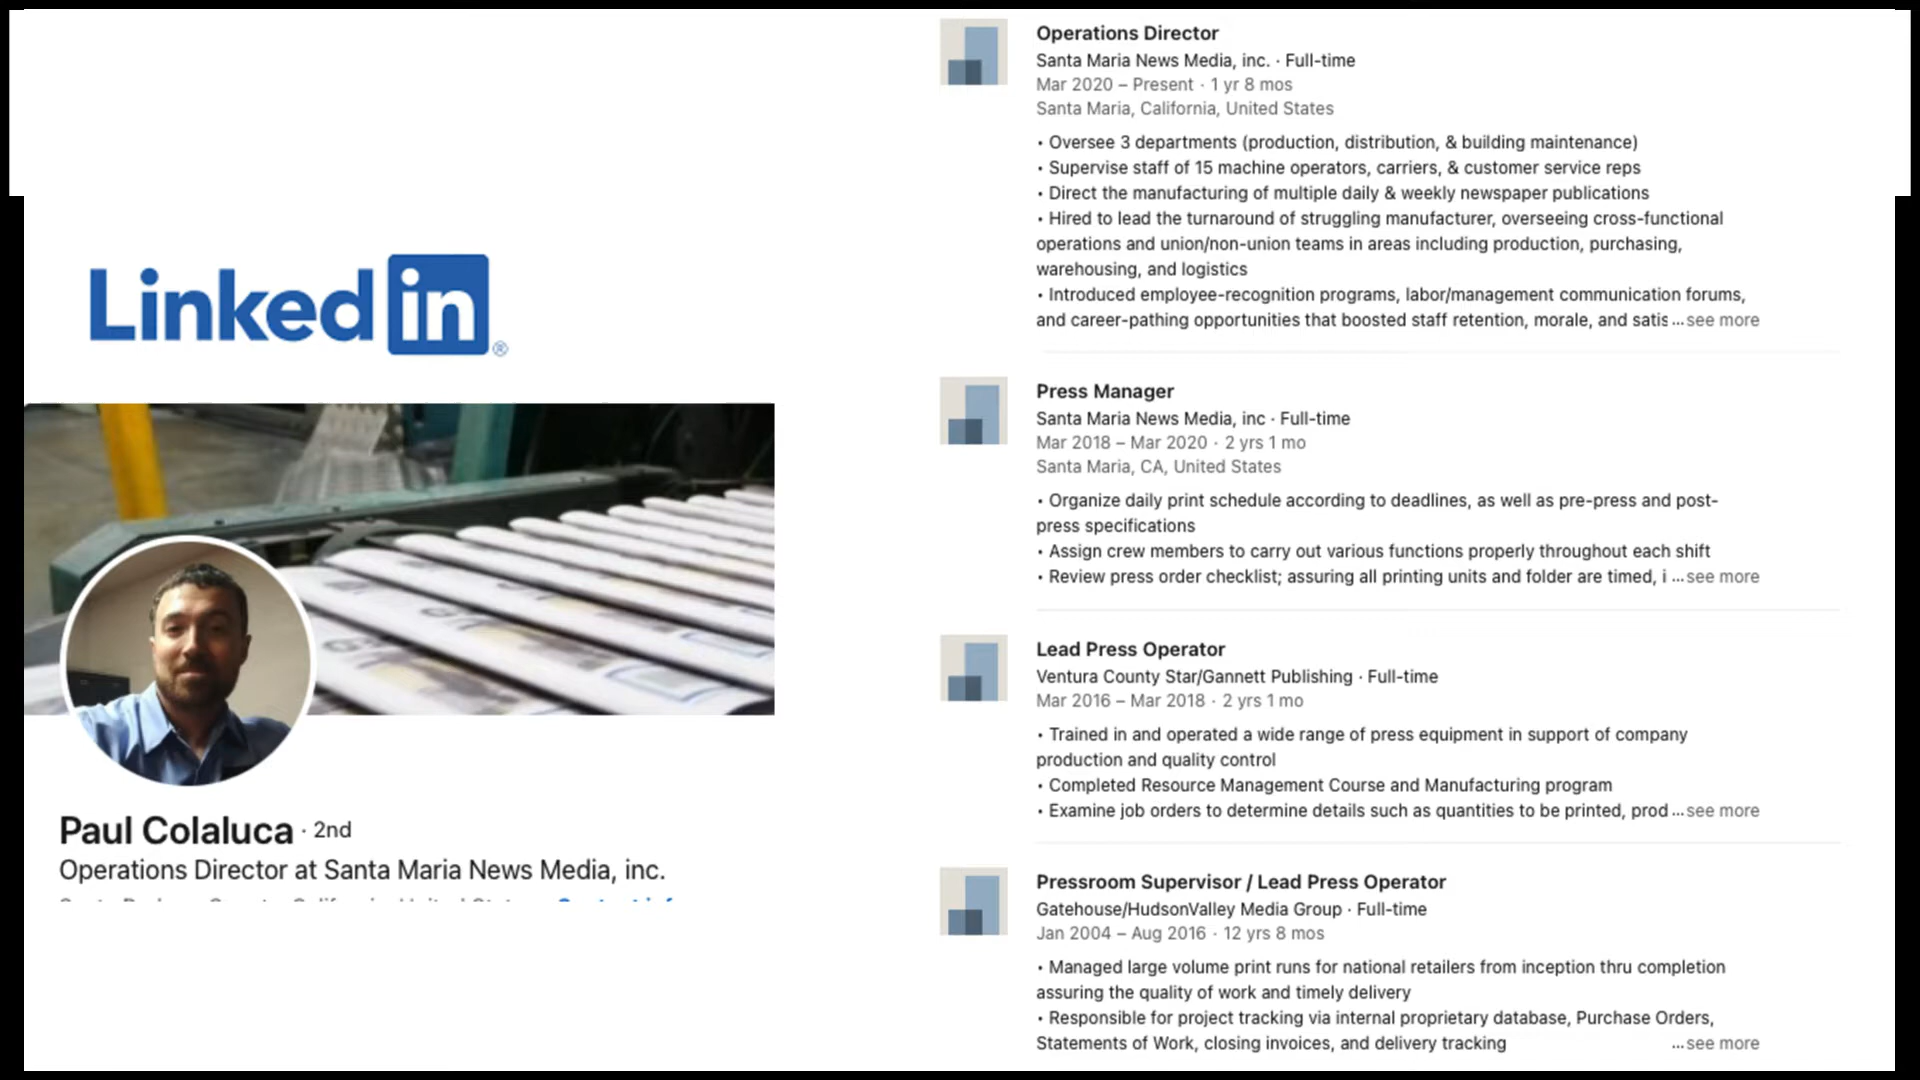 LinkedIn®
Paul Colaluca · 2nd
Operations Director at Santa Maria News Media, inc.
Operations Director
Santa Maria News Media, inc. · Full-time
Mar 2020 – Present · 1 yr 8 mos
Santa Maria, California, United States
• Oversee 3 departments (production, distribution, & building maintenance)
• Supervise staff of 15 machine operators, carriers, & customer service reps
• Direct the manufacturing of multiple daily & weekly newspaper publications
• Hired to lead the turnaround of struggling manufacturer, overseeing cross-functional
operations and union/non-union teams in areas including production, purchasing,
warehousing, and logistics
• Introduced employee-recognition programs, labor/management communication forums,
and career-pathing opportunities that boosted staff retention, morale, and satis ...see more
Press Manager
Santa Maria News Media, inc · Full-time
Mar 2018 – Mar 2020 · 2 yrs 1 mo
Santa Maria, CA, United States
• Organize daily print schedule according to deadlines, as well as pre-press and post-
press specifications
• Assign crew members to carry out various functions properly throughout each shift
• Review press order checklist; assuring all printing units and folder are timed, i ...see more
Lead Press Operator
Ventura County Star/Gannett Publishing · Full-time
Mar 2016 – Mar 2018 · 2 yrs 1 mo
• Trained in and operated a wide range of press equipment in support of company
production and quality control
• Completed Resource Management Course and Manufacturing program
• Examine job orders to determine details such as quantities to be printed, prod ...see more
Pressroom Supervisor / Lead Press Operator
Gatehouse/HudsonValley Media Group · Full-time
Jan 2004 – Aug 2016 · 12 yrs 8 mos
• Managed large volume print runs for national retailers from inception thru completion
assuring the quality of work and timely delivery
• Responsible for project tracking via internal proprietary database, Purchase Orders,
Statements of Work, closing invoices, and delivery tracking ...see more